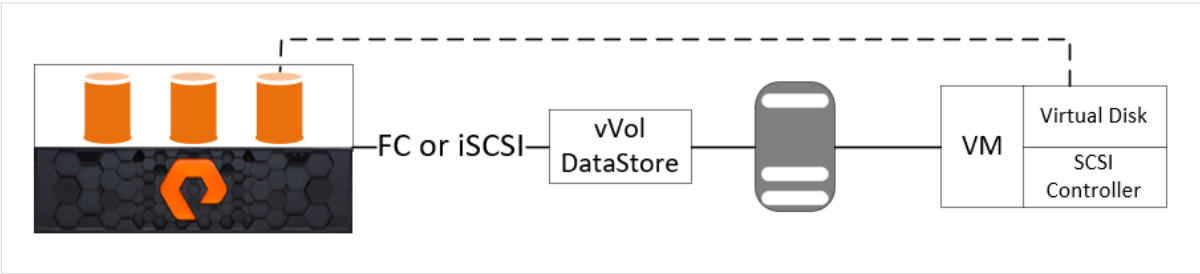 FC or iSCSI
vVol
DataStore
VM
Virtual Disk
SCSI
Controller